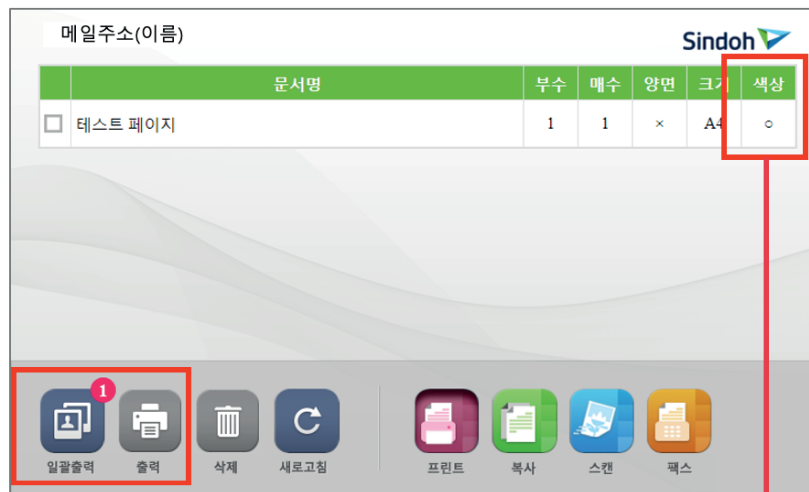 메일주소(이름)
Sindoh
문서명 부수 매수 양면 크기 색상
테스트 페이지 1 1 × A4 ○
1
일괄출력 출력 삭제 새로고침 프린트 복사 스캔 팩스